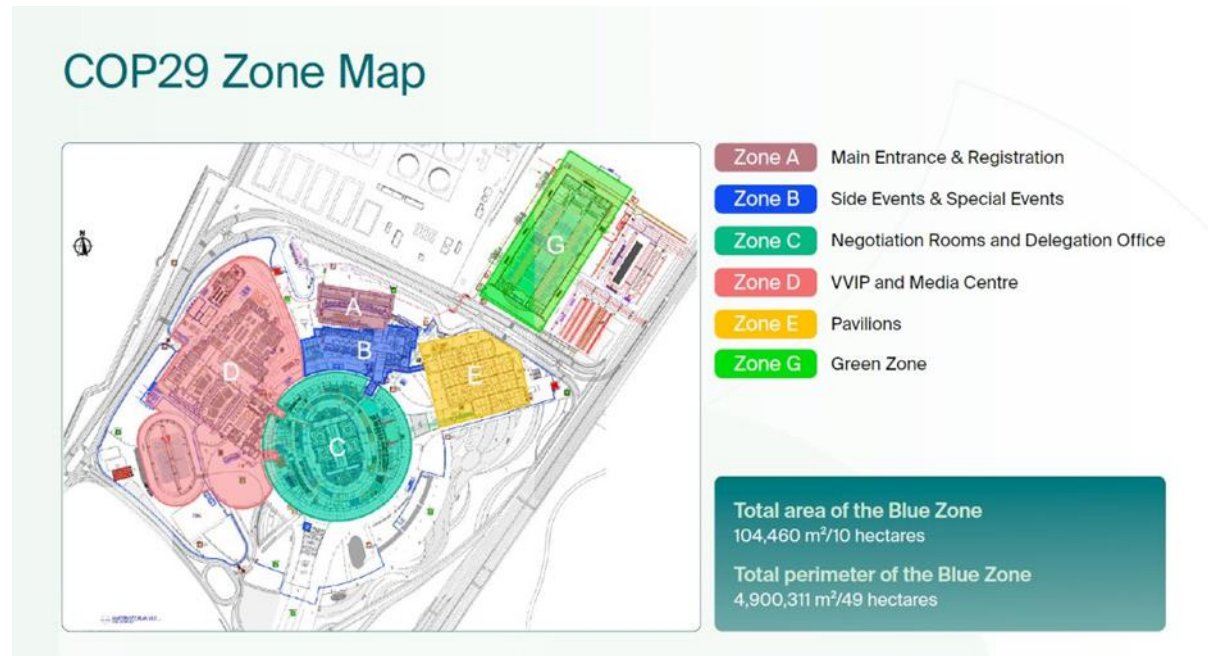 COP29 Zone Map
N
A
B
C
D
E
G
Zone A Main Entrance & Registration
Zone B Side Events & Special Events
Zone C Negotiation Rooms and Delegation Office
Zone D VVIP and Media Centre
Zone E Pavilions
Zone G Green Zone
Total area of the Blue Zone
104,460 m²/10 hectares
Total perimeter of the Blue Zone
4,900,311 m²/49 hectares